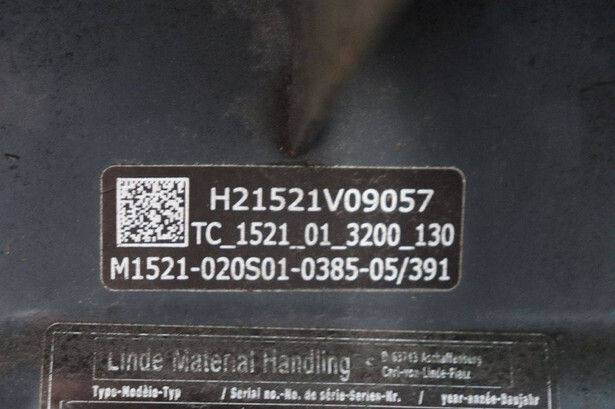 H21521V09057
TC_1521_01_3200_130
M1521-020S01-0385-05/391
Linde Material Handling
D-63743 Aschaffenburg
Carl-von-Linde-Platz
Type-Modèle-Typ / Serial no.-No. de série-Serien-Nr. / year-année-Baujahr